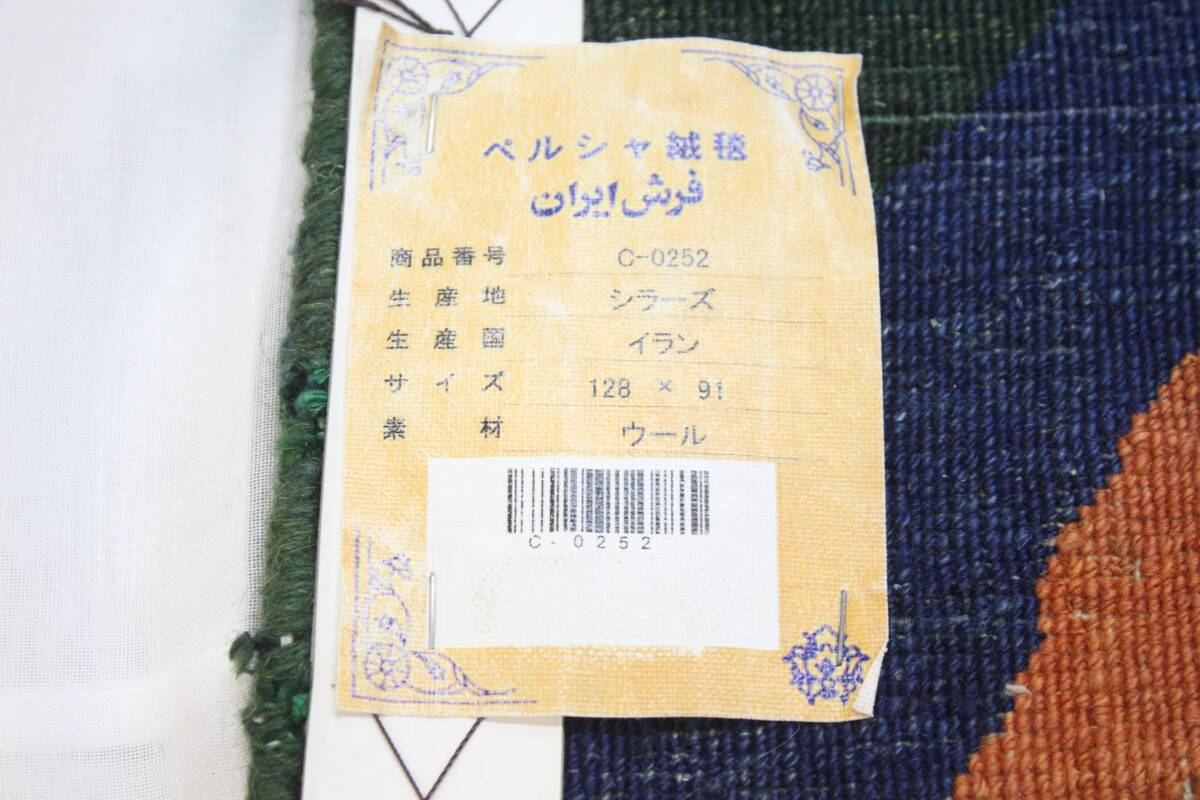 ペルシャ絨毯
فرش ایران
商品番号 C-0252
生産地 シラーズ
生産国 イラン
サイズ 128 × 91
素材 ウール
C-0252